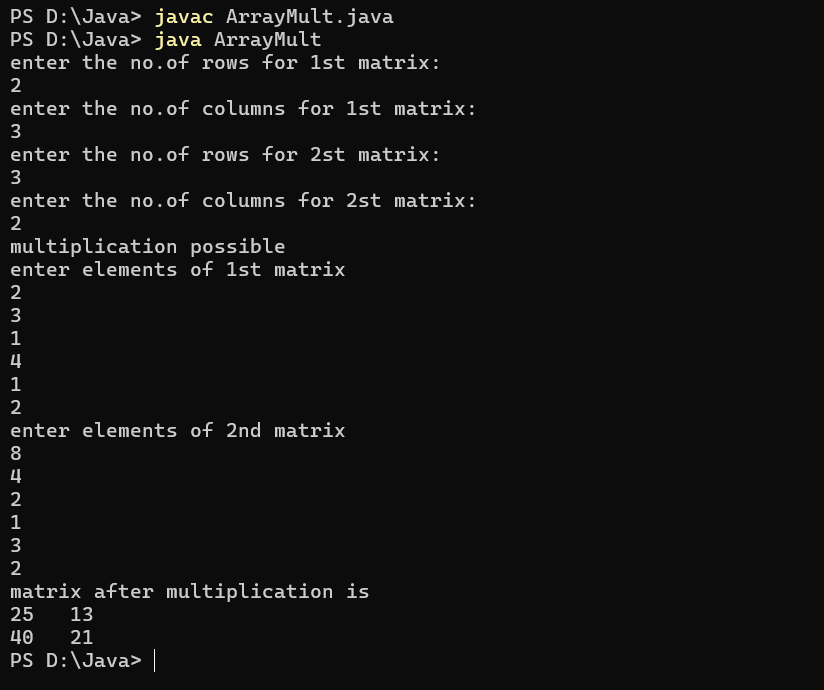 PS D:\Java> javac ArrayMult.java
PS D:\Java> java ArrayMult
enter the no.of rows for 1st matrix:
2
enter the no.of columns for 1st matrix:
3
enter the no.of rows for 2st matrix:
3
enter the no.of columns for 2st matrix:
2
multiplication possible
enter elements of 1st matrix
2
3
1
4
1
2
enter elements of 2nd matrix
8
4
2
1
3
2
matrix after multiplication is
25   13
40   21
PS D:\Java>